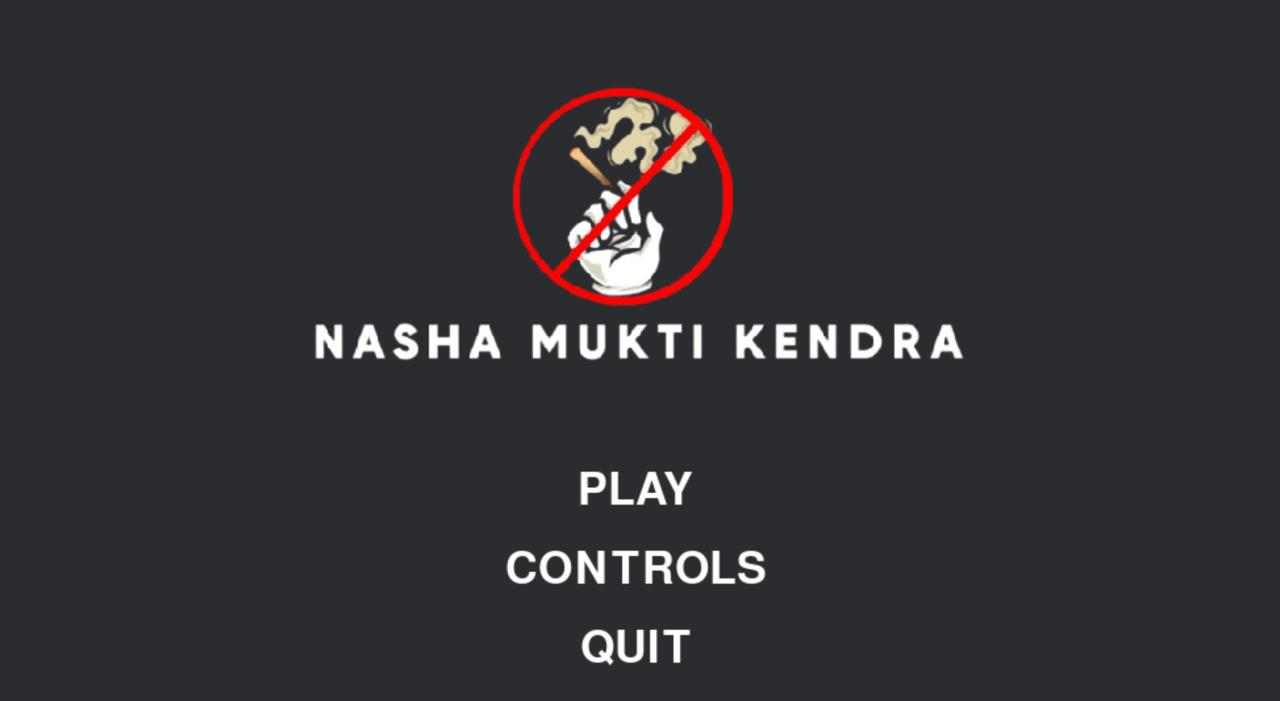 NASHA MUKTI KENDRA
PLAY
CONTROLS
QUIT